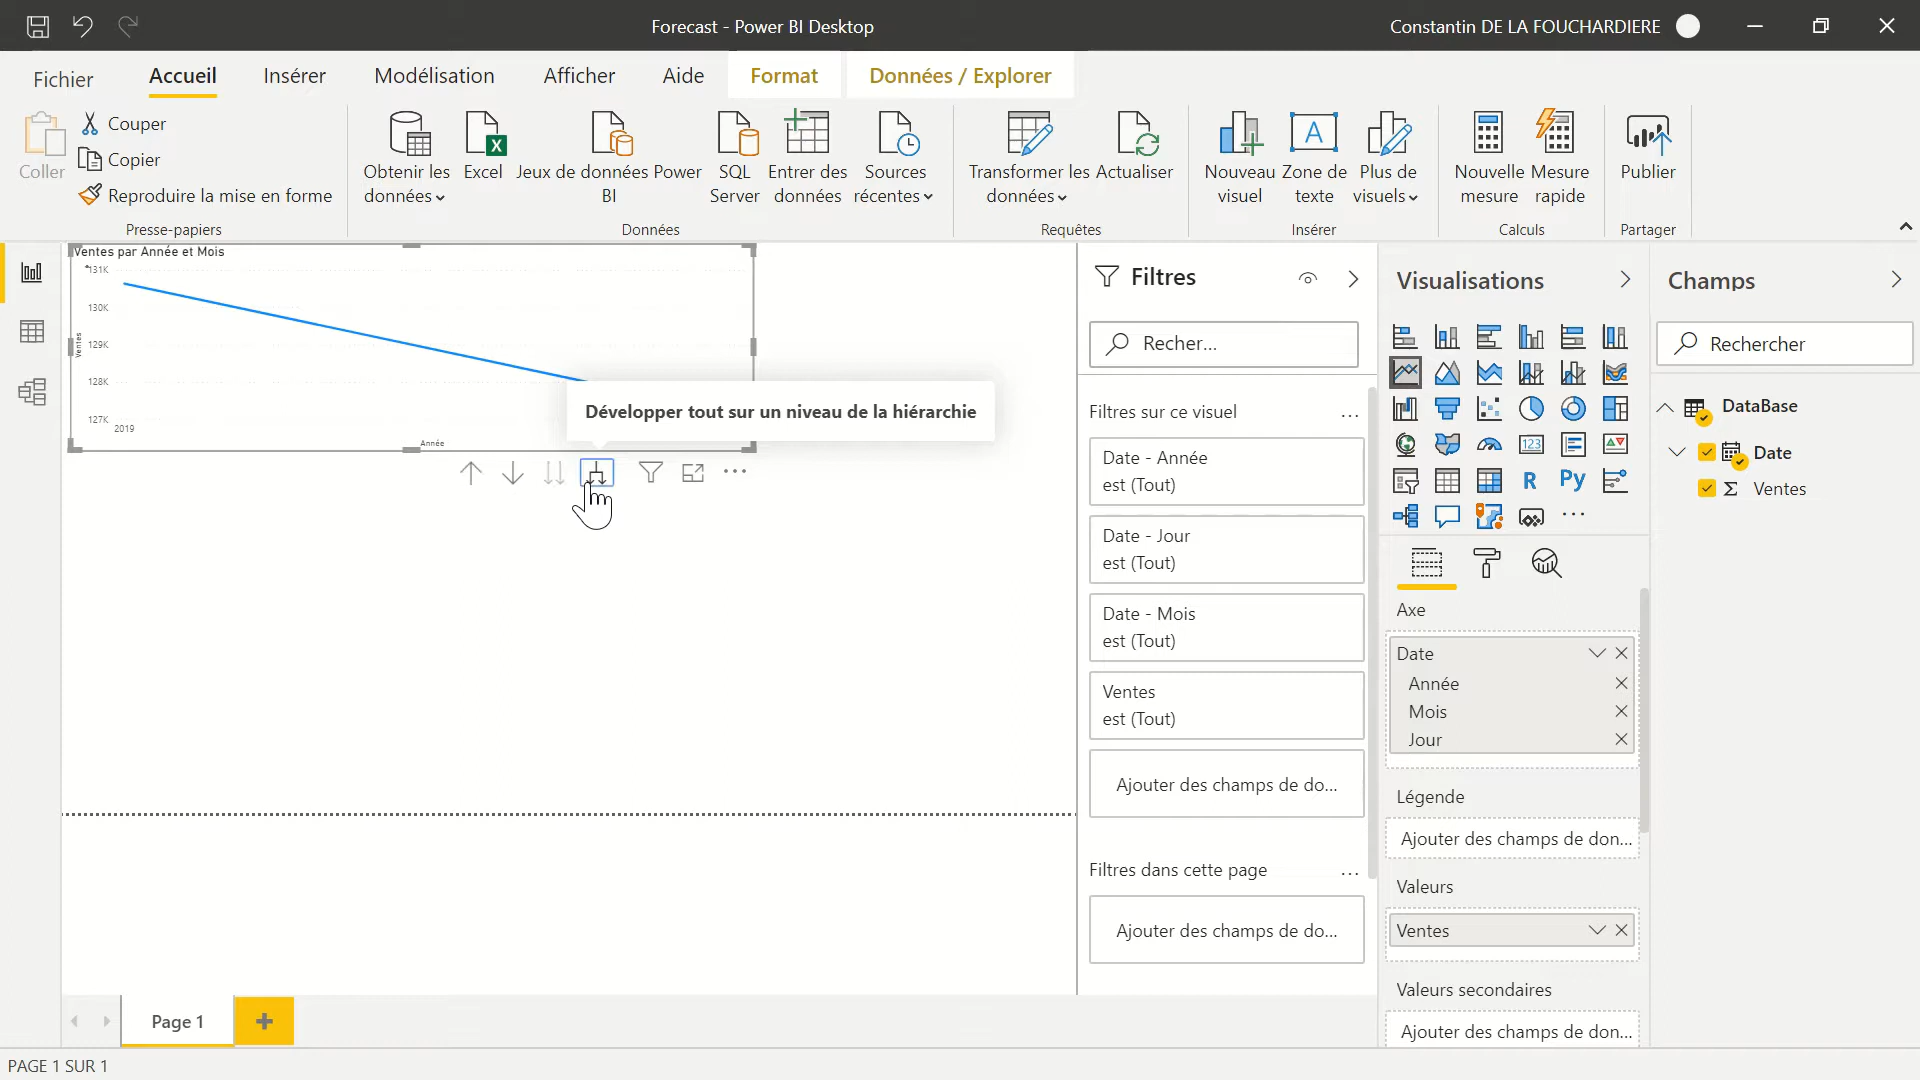 Forecast - Power BI Desktop
Constantin DE LA FOUCHARDIERE
Fichier
Accueil
Insérer
Modélisation
Afficher
Aide
Format
Données / Explorer
Coller
Couper
Copier
Reproduire la mise en forme
Presse-papiers
Obtenir les
données
Excel
Jeux de données Power
BI
SQL
Server
Entrer des
données
Sources
récentes
Données
Transformer les
données
Actualiser
Requêtes
Nouveau
visuel
Zone de
texte
Plus de
visuels
Insérer
Nouvelle
mesure
Mesure
rapide
Calculs
Publier
Partager
Ventes par Année et Mois
131K
130K
129K
128K
127K
Ventes
2019
Année
Développer tout sur un niveau de la hiérarchie
Filtres
Recher...
Filtres sur ce visuel
...
Date - Année
est (Tout)
Date - Jour
est (Tout)
Date - Mois
est (Tout)
Ventes
est (Tout)
Ajouter des champs de do...
Filtres dans cette page
...
Ajouter des champs de do...
Visualisations
123
R
Py
...
Axe
Date
Année
Mois
Jour
Légende
Ajouter des champs de don...
Valeurs
Ventes
Valeurs secondaires
Ajouter des champs de don...
Champs
Rechercher
DataBase
Date
Σ Ventes
Page 1
PAGE 1 SUR 1